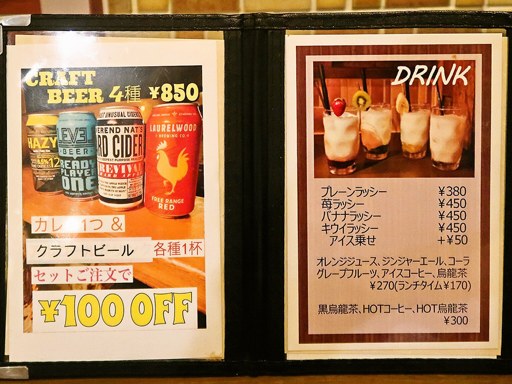 CRAFT
BEER 4種 ¥850
HAZY
LEVEL
BEER
READY
PLAYER
ONE
REVIVAL
LAURELWOOD
FREE RANGE
RED
カレー1つ &
クラフトビール 各種1杯
セットご注文で
¥100 OFF
DRINK
プレーンラッシー ¥380
苺ラッシー ¥450
バナナラッシー ¥450
キウイラッシー ¥450
アイス乗せ +¥50
オレンジジュース、ジンジャーエール、コーラ
グレープフルーツ、アイスコーヒー、烏龍茶
¥270(ランチタイム¥170)
黒烏龍茶、HOTコーヒー、HOT烏龍茶
¥300